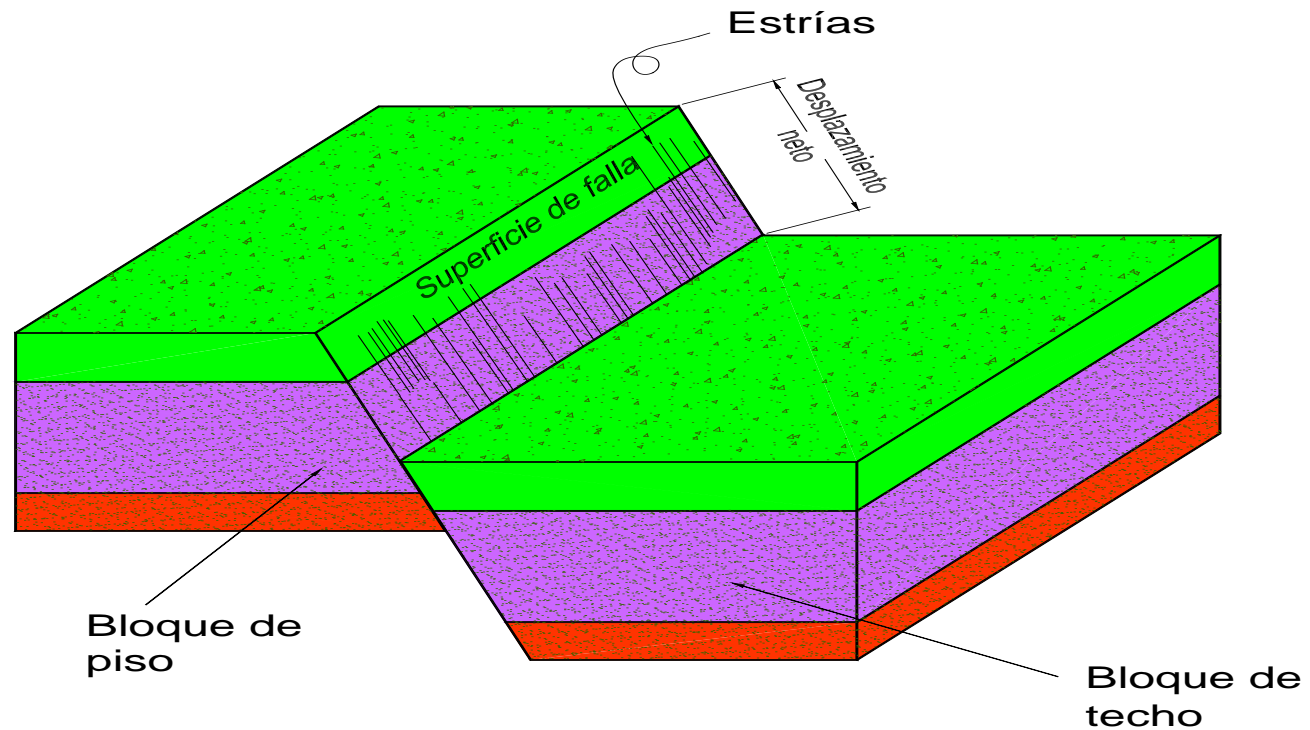 Estrías
Desplazamiento
neto
Superficie de falla
Bloque de
piso
Bloque de
techo